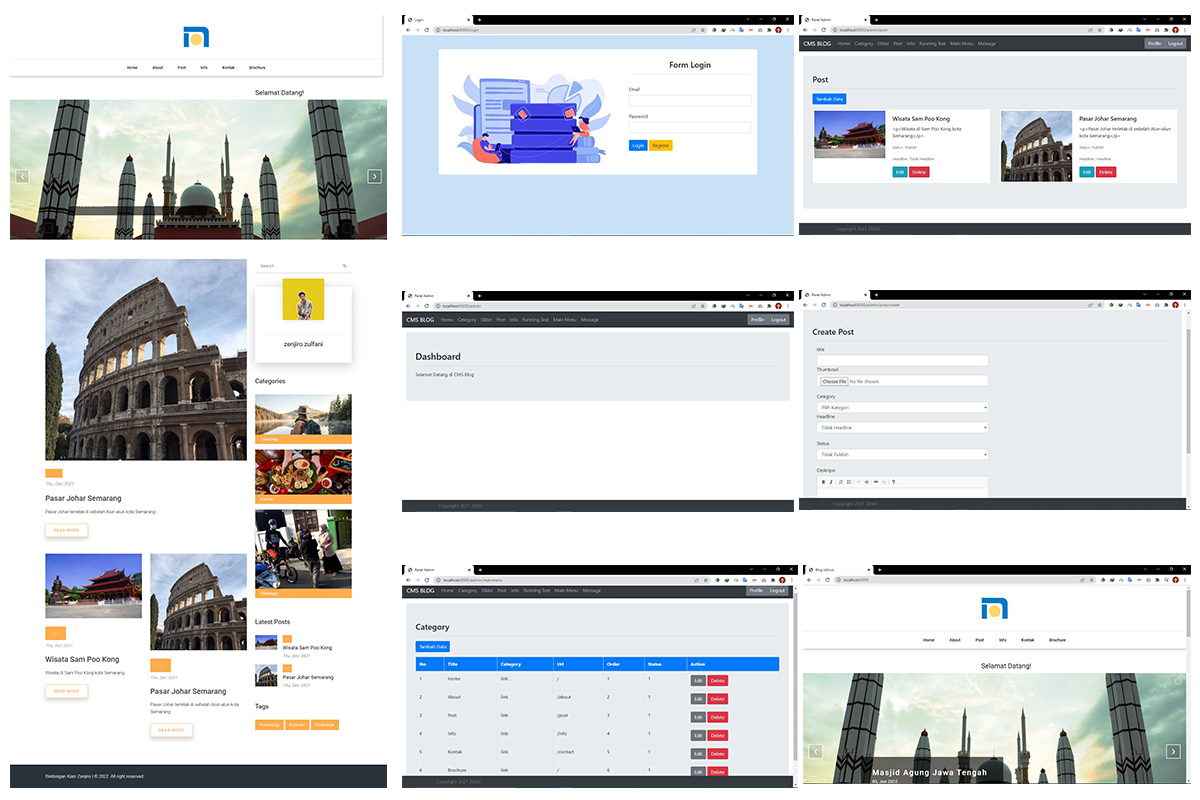 Home About Post Info Kontak Brochure
Selamat Datang!
Search
zenjiro zulfani
Categories
Traveling
Kuliner
Olahraga
Thu, Dec 2021
Pasar Johar Semarang
Pasar Johar terletak di sebelah Alun-alun kota Semarang
READ MORE
Thu, Dec 2021
Wisata Sam Poo Kong
Wisata di Sam Poo Kong kota Semarang
READ MORE
Thu, Dec 2021
Pasar Johar Semarang
Pasar Johar terletak di sebelah Alun-alun kota
Semarang
READ MORE
Latest Posts
Wisata Sam Poo Kong
Thu, Dec 2021
Pasar Johar Semarang
Thu, Dec 2021
Tags
Traveling Kuliner Olahraga
Bimbingan Karir Zenjiro | © 2022. All right reserved
Login
localhost:8000/login
Form Login
Email
Password
Login Register
Panel Admin
localhost:8000/admin/post
CMS BLOG Home Category Slider Post Info Running Text Main Menu Message Profile Logout
Post
Tambah Data
Wisata Sam Poo Kong
<p>Wisata di Sam Poo Kong kota
Semarang</p>
Status : Publish
Headline : Tidak Headline
Edit Delete
Pasar Johar Semarang
<p>Pasar Johar terletak di sebelah Alun-alun
kota Semarang</p>
Status : Publish
Headline : Headline
Edit Delete
Copyright 2021 Zithifi
Panel Admin
localhost:8000/admin
CMS BLOG Home Category Slider Post Info Running Text Main Menu Message Profile Logout
Dashboard
Selamat Datang di CMS Blog
Panel Admin
localhost:8000/admin/post/create
Create Post
title
Thumbnail
Choose File No file chosen
Category
Pilih Kategori
Headline
Tidak Headline
Status
Tidak Publish
Deskripsi
B I ?
Panel Admin
localhost:8000/admin/mainmenu
CMS BLOG Home Category Slider Post Info Running Text Main Menu Message Profile Logout
Category
Tambah Data
No Title Category Url Order Status Action
1 Home link / 1 1 Edit Delete
2 About link /about 2 1 Edit Delete
3 Post link /post 3 1 Edit Delete
4 Info link /info 4 1 Edit Delete
5 Kontak link /contact 5 1 Edit Delete
6 Brochure link / 6 1 Edit Delete
localhost:8000
Home About Post Info Kontak Brochure
Selamat Datang!
Masjid Agung Jawa Tengah
03, Jan 2022